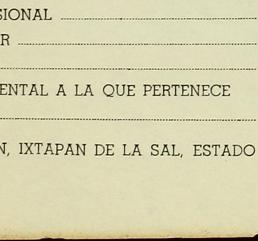 SIONAL
R
ENTAL A LA QUE PERTENECE
N, IXTAPAN DE LA SAL, ESTADO